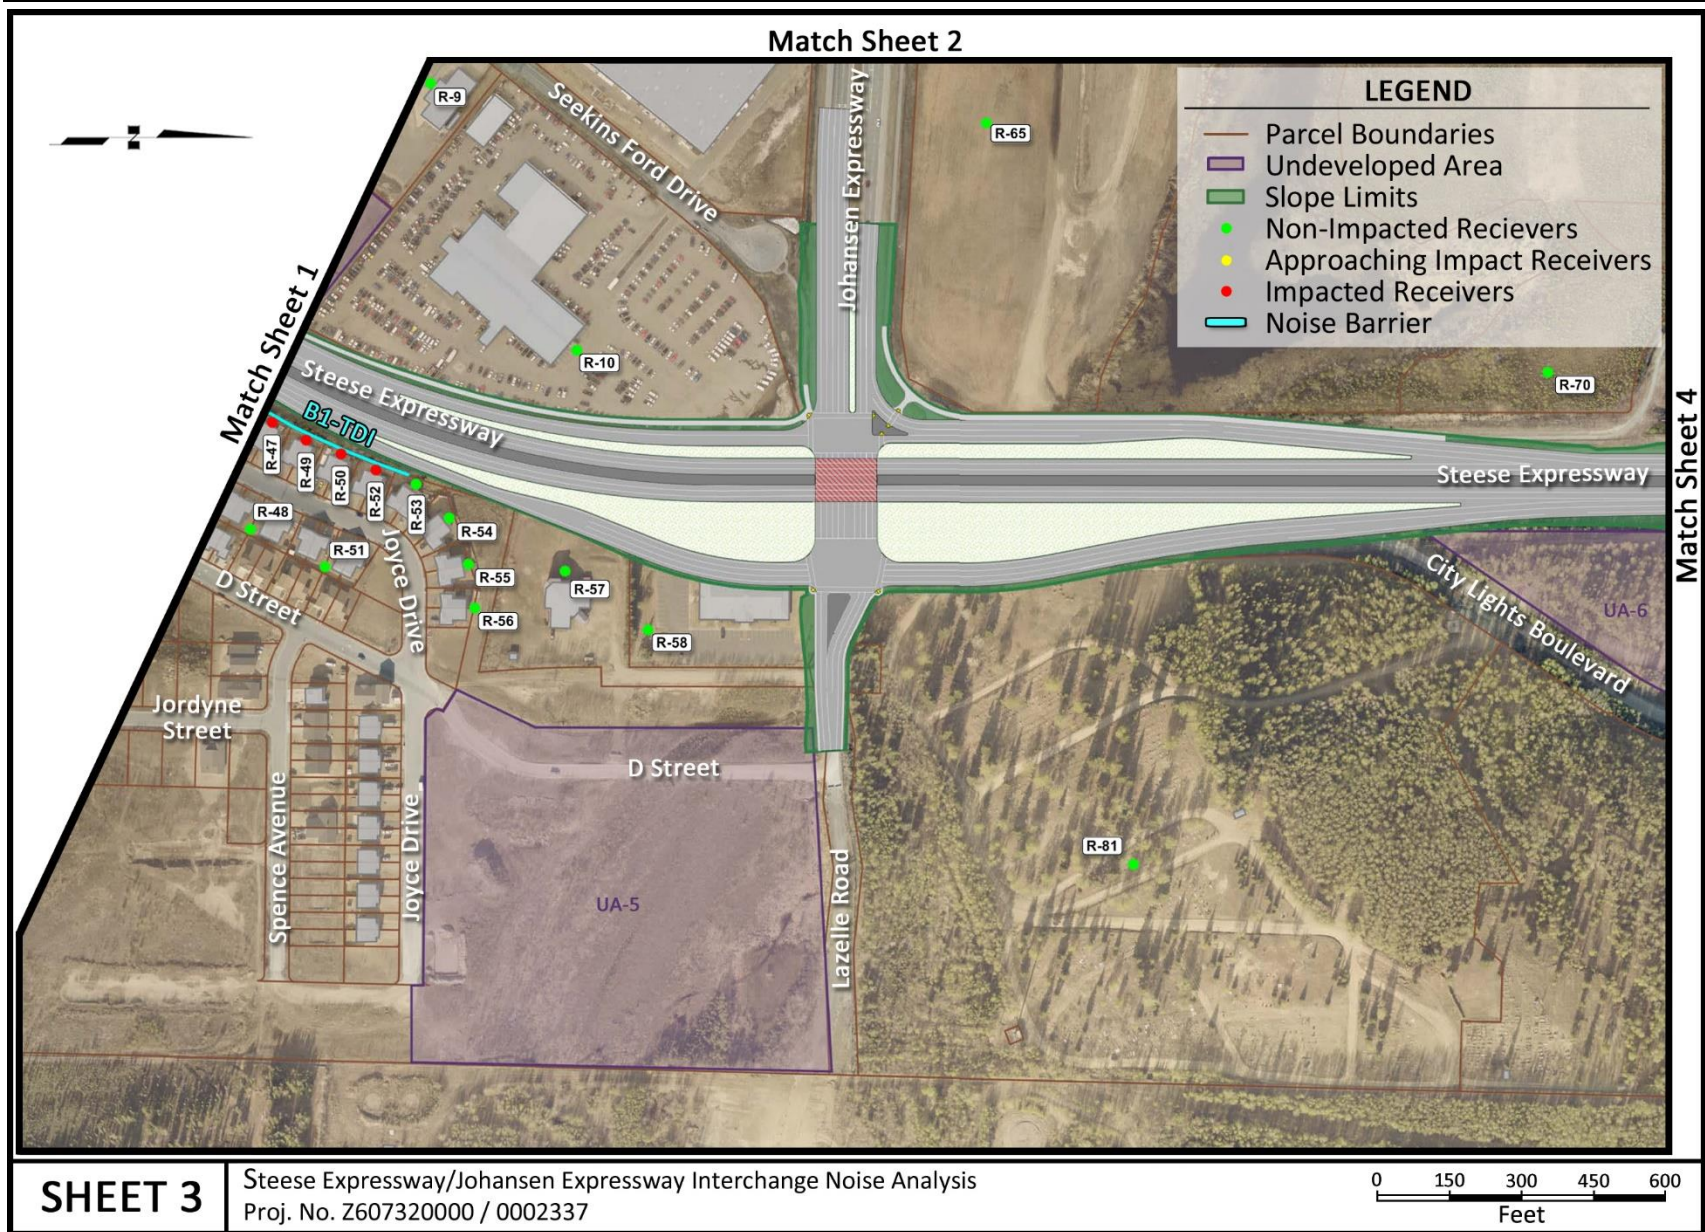 Match Sheet 2
LEGEND
Parcel Boundaries
Undeveloped Area
Slope Limits
Non-Impacted Recievers
Approaching Impact Receivers
Impacted Receivers
Noise Barrier
N
R-9
Seekins Ford Drive
Johansen Expressway
R-65
Match Sheet 1
R-10
R-70
Steese Expressway
B1-TDI
Steese Expressway
Match Sheet 4
R-47
R-49
R-50
R-52
R-53
R-48
R-54
R-51
R-55
R-57
R-56
R-58
Joyce Drive
D Street
City Lights Boulevard
UA-6
Jordyne
Street
D Street
Spence Avenue
Joyce Drive
UA-5
Lazelle Road
R-81
SHEET 3
Steese Expressway/Johansen Expressway Interchange Noise Analysis
Proj. No. Z607320000 / 0002337
0 150 300 450 600
Feet